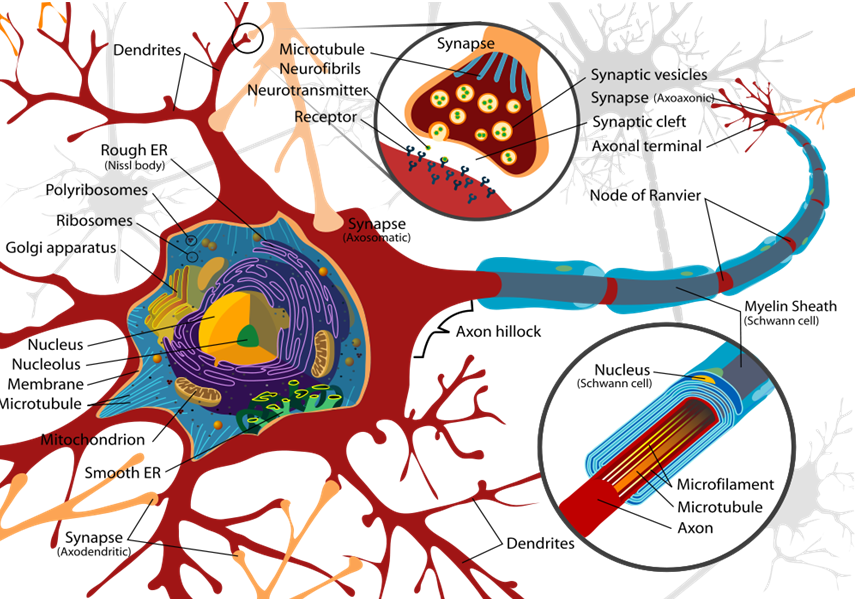 Dendrites
Microtubule
Neurofibrils
Neurotransmitter
Receptor
Synapse
Synaptic vesicles
Synapse (Axoaxonic)
Synaptic cleft
Axonal terminal
Rough ER
(Nissl body)
Polyribosomes
Ribosomes
Golgi apparatus
Synapse
(Axosomatic)
Node of Ranvier
Nucleus
Nucleolus
Membrane
Microtubule
Mitochondrion
Smooth ER
Axon hillock
Myelin Sheath
(Schwann cell)
Nucleus
(Schwann cell)
Microfilament
Microtubule
Axon
Synapse
(Axodendritic)
Dendrites